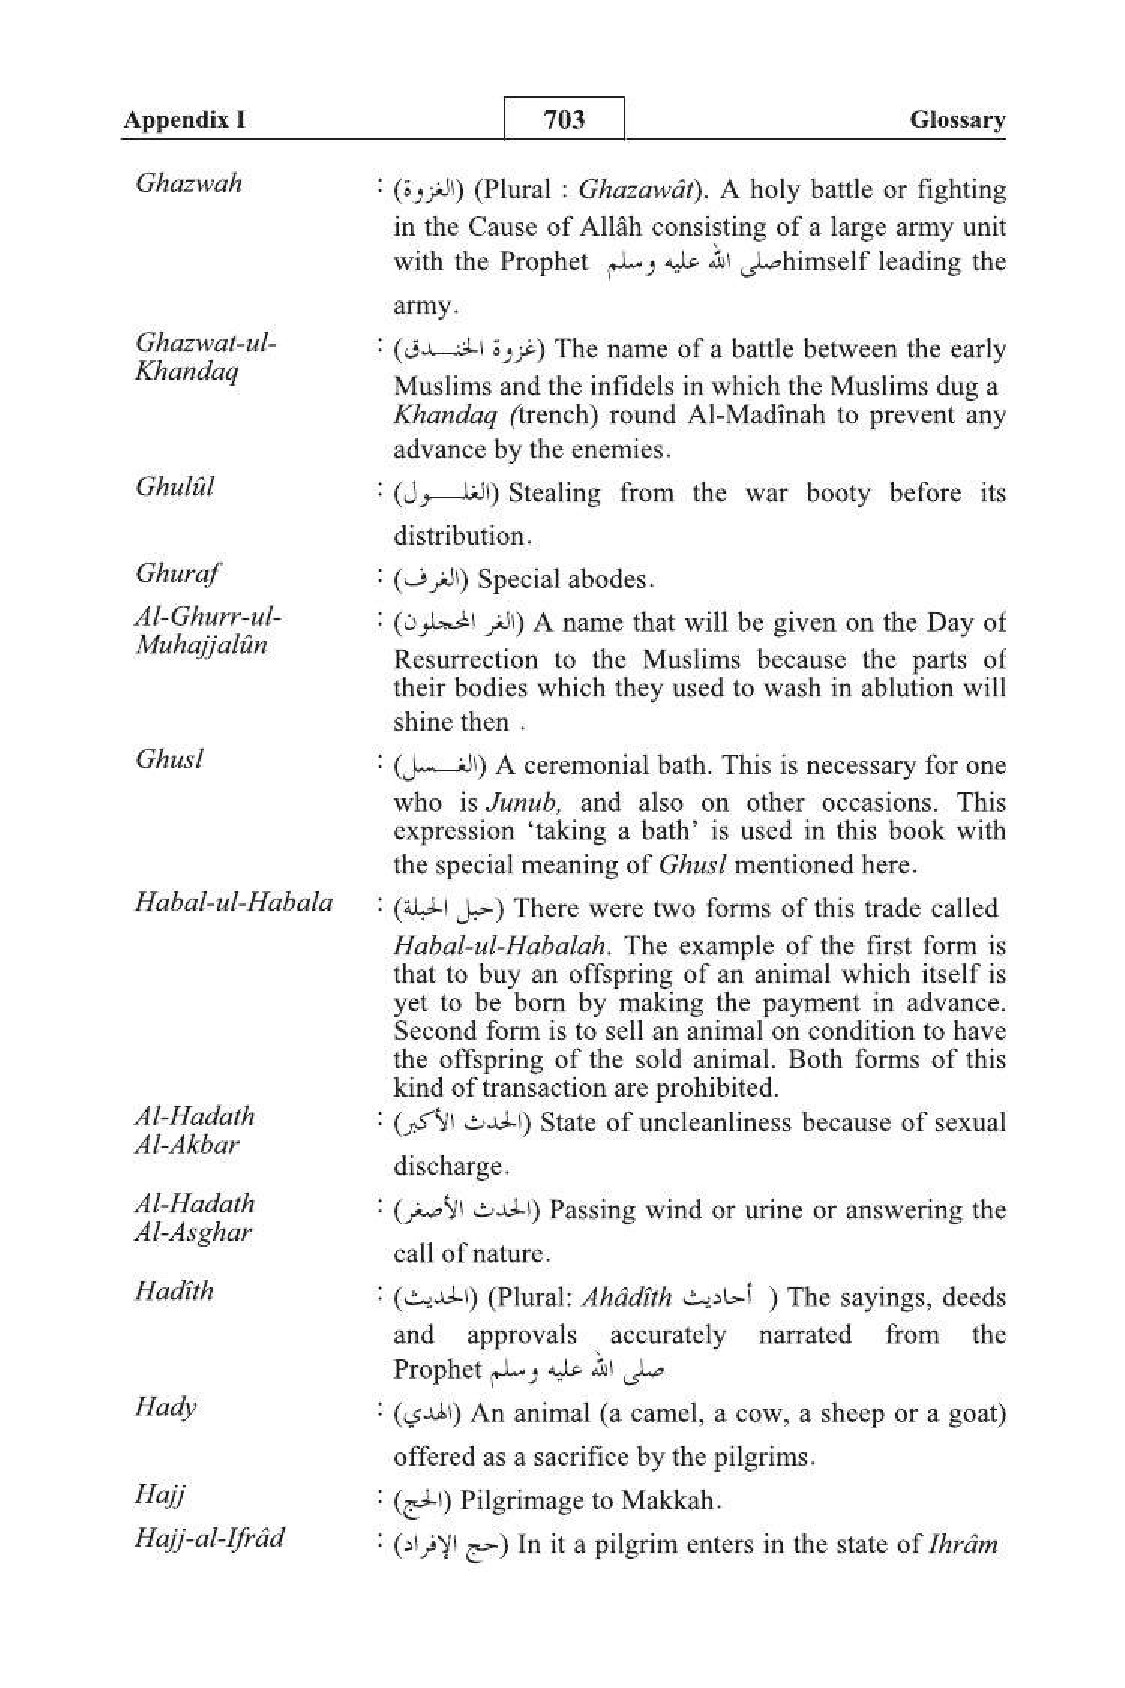 Appendix I 703 Glossary
Ghazwah : (الغزوة) (Plural : Ghazawât). A holy battle or fighting
in the Cause of Allâh consisting of a large army unit
with the Prophet صلى الله عليه وسلم himself leading the
army.
Ghazwat-ul- : (غزوة الخنـــدق) The name of a battle between the early
Khandaq
Muslims and the infidels in which the Muslims dug a
Khandaq (trench) round Al-Madînah to prevent any
advance by the enemies.
Ghulûl : (الغلـــول) Stealing from the war booty before its
distribution.
Ghuraf : (الغرف) Special abodes.
Al-Ghurr-ul- : (الغر المحجلون) A name that will be given on the Day of
Muhajjalûn
Resurrection to the Muslims because the parts of
their bodies which they used to wash in ablution will
shine then .
Ghusl : (الغـــسل) A ceremonial bath. This is necessary for one
who is Junub, and also on other occasions. This
expression ‘taking a bath’ is used in this book with
the special meaning of Ghusl mentioned here.
Habal-ul-Habala : (حبل الحبلة) There were two forms of this trade called
Habal-ul-Habalah. The example of the first form is
that to buy an offspring of an animal which itself is
yet to be born by making the payment in advance.
Second form is to sell an animal on condition to have
the offspring of the sold animal. Both forms of this
kind of transaction are prohibited.
Al-Hadath : (الحدث الأكبر) State of uncleanliness because of sexual
Al-Akbar
discharge.
Al-Hadath : (الحدث الأصغر) Passing wind or urine or answering the
Al-Asghar
call of nature.
Hadîth : (الحديث) (Plural: Ahâdîth أحاديث ) The sayings, deeds
and approvals accurately narrated from the
Prophet صلى الله عليه وسلم
Hady : (الهدي) An animal (a camel, a cow, a sheep or a goat)
offered as a sacrifice by the pilgrims.
Hajj : (الحج) Pilgrimage to Makkah.
Hajj-al-Ifrâd : (حج الإفراد) In it a pilgrim enters in the state of Ihrâm